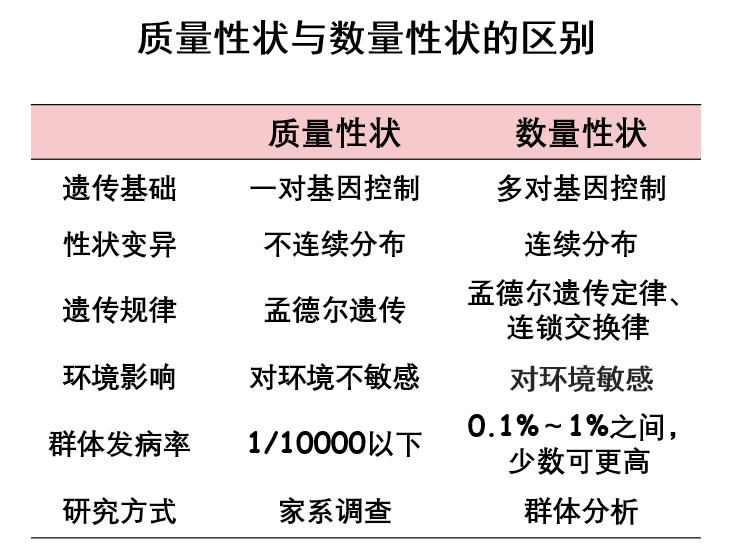 质量性状与数量性状的区别
质量性状 数量性状
遗传基础 一对基因控制 多对基因控制
性状变异 不连续分布 连续分布
遗传规律 孟德尔遗传 孟德尔遗传定律、
连锁交换律
环境影响 对环境不敏感 对环境敏感
群体发病率 1/10000以下 0.1%～1%之间，
少数可更高
研究方式 家系调查 群体分析